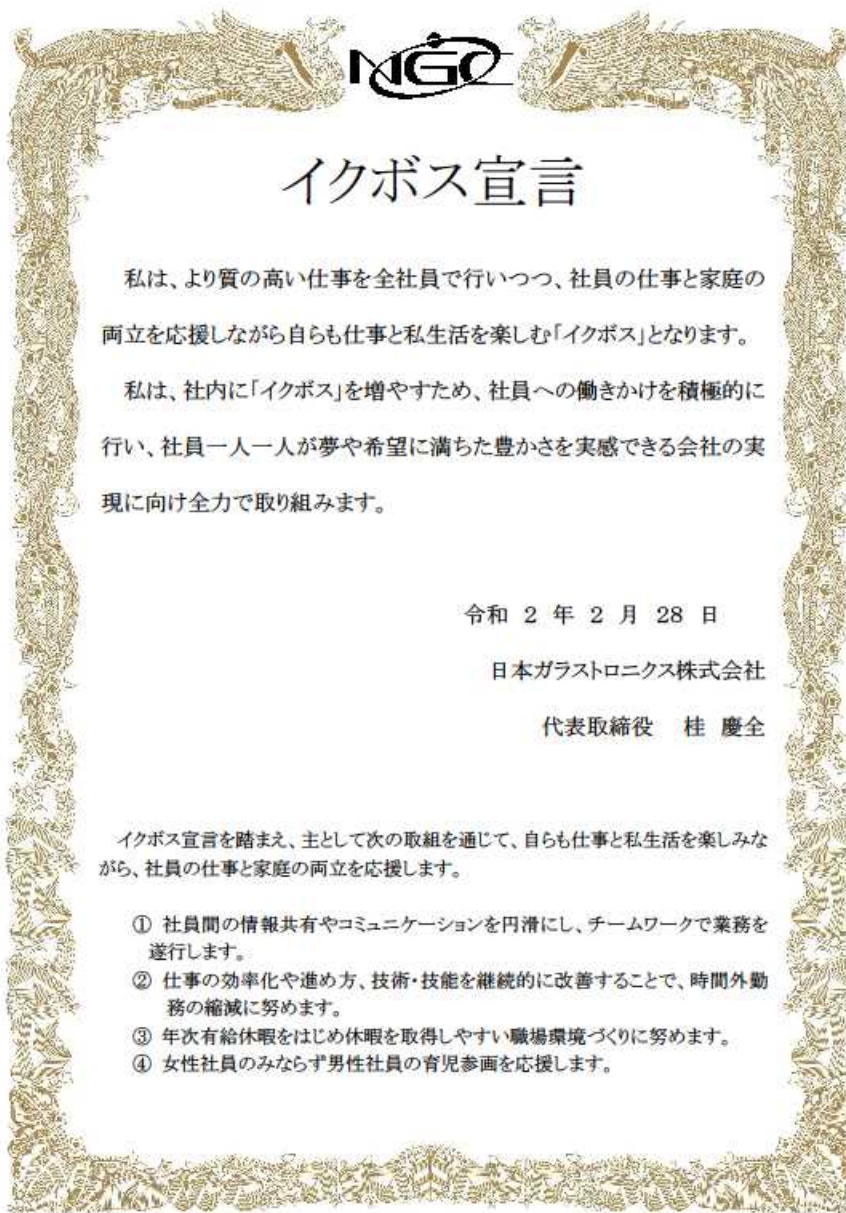 NGC
イクボス宣言
私は、より質の高い仕事を全社員で行いつつ、社員の仕事と家庭の
両立を応援しながら自らも仕事と私生活を楽しむ「イクボス」となります。
私は、社内に「イクボス」を増やすため、社員への働きかけを積極的に
行い、社員一人一人が夢や希望に満ちた豊かさを実感できる会社の実
現に向け全力で取り組みます。
令和 2 年 2 月 28 日
日本ガラストロニクス株式会社
代表取締役 桂 慶全
イクボス宣言を踏まえ、主として次の取組を通じて、自らも仕事と私生活を楽しみな
がら、社員の仕事と家庭の両立を応援します。
① 社員間の情報共有やコミュニケーションを円滑にし、チームワークで業務を
遂行します。
② 仕事の効率化や進め方、技術・技能を継続的に改善することで、時間外勤
務の縮減に努めます。
③ 年次有給休暇をはじめ休暇を取得しやすい職場環境づくりに努めます。
④ 女性社員のみならず男性社員の育児参画を応援します。